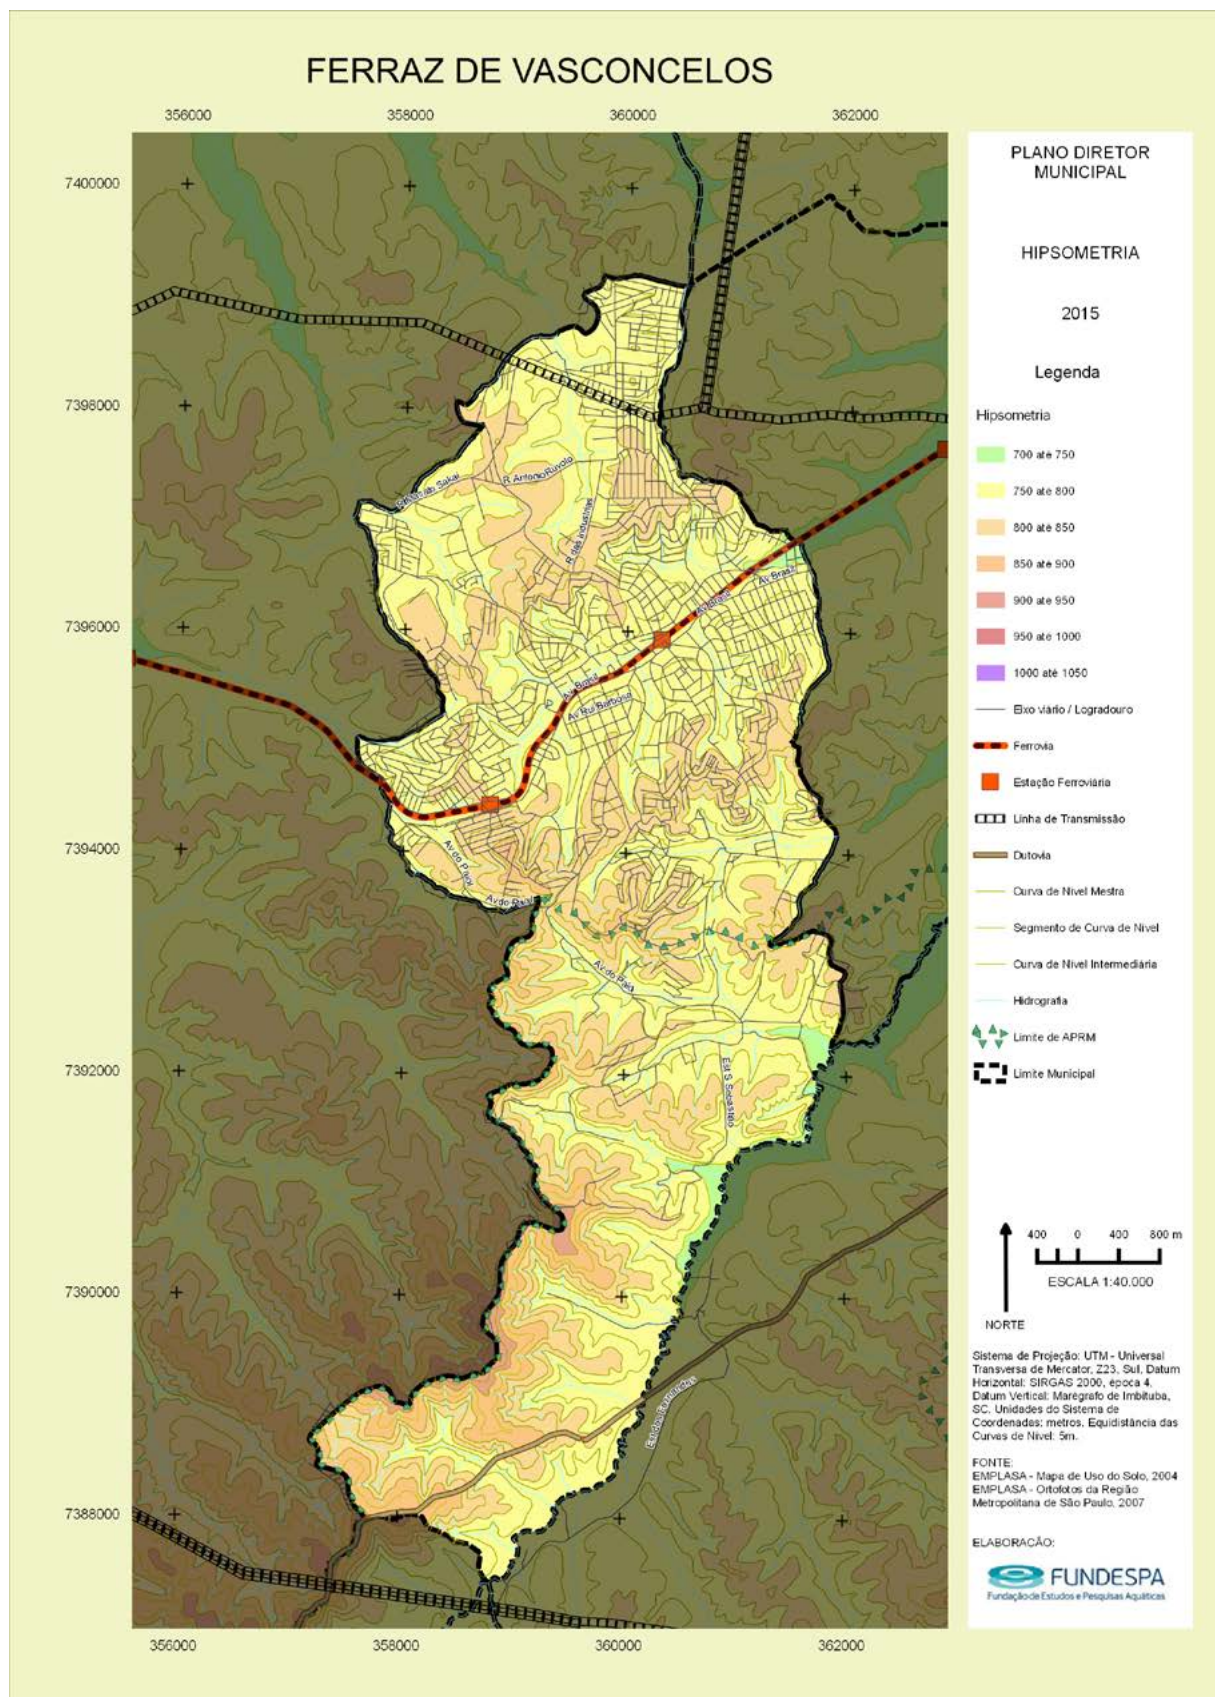 FERRAZ DE VASCONCELOS
356000 358000 360000 362000
7400000
7398000
7396000
7394000
7392000
7390000
7388000
356000 358000 360000 362000
R Antonio Ruvolo
R das Industrias
Av Brasil
Av Brasil
Av Brasil
Av Rui Barbosa
Av do Paiol
Av do Paiol
Av do Paiol
Est S Sebastião
PLANO DIRETOR
MUNICIPAL
HIPSOMETRIA
2015
Legenda
Hipsometria
700 até 750
750 até 800
800 até 850
850 até 900
900 até 950
950 até 1000
1000 até 1050
Eixo viário / Logradouro
Ferrovia
Estação Ferroviária
Linha de Transmissão
Dutovia
Curva de Nivel Mestra
Segmento de Curva de Nivel
Curva de Nivel Intermediária
Hidrografia
Limite de APRM
Limite Municipal
400 0 400 800 m
ESCALA 1:40.000
NORTE
Sistema de Projeção: UTM - Universal
Transversa de Mercator, Z23, Sul, Datum
Horizontal: SIRGAS 2000, época 4,
Datum Vertical: Marégrafo de Imbituba,
SC. Unidades do Sistema de
Coordenadas: metros. Equidistância das
Curvas de Nivel: 5m.
FONTE:
EMPLASA - Mapa de Uso do Solo, 2004
EMPLASA - Ortofotos da Região
Metropolitana de São Paulo, 2007
ELABORACÃO:
FUNDESPA
Fundação de Estudos e Pesquisas Aquáticas